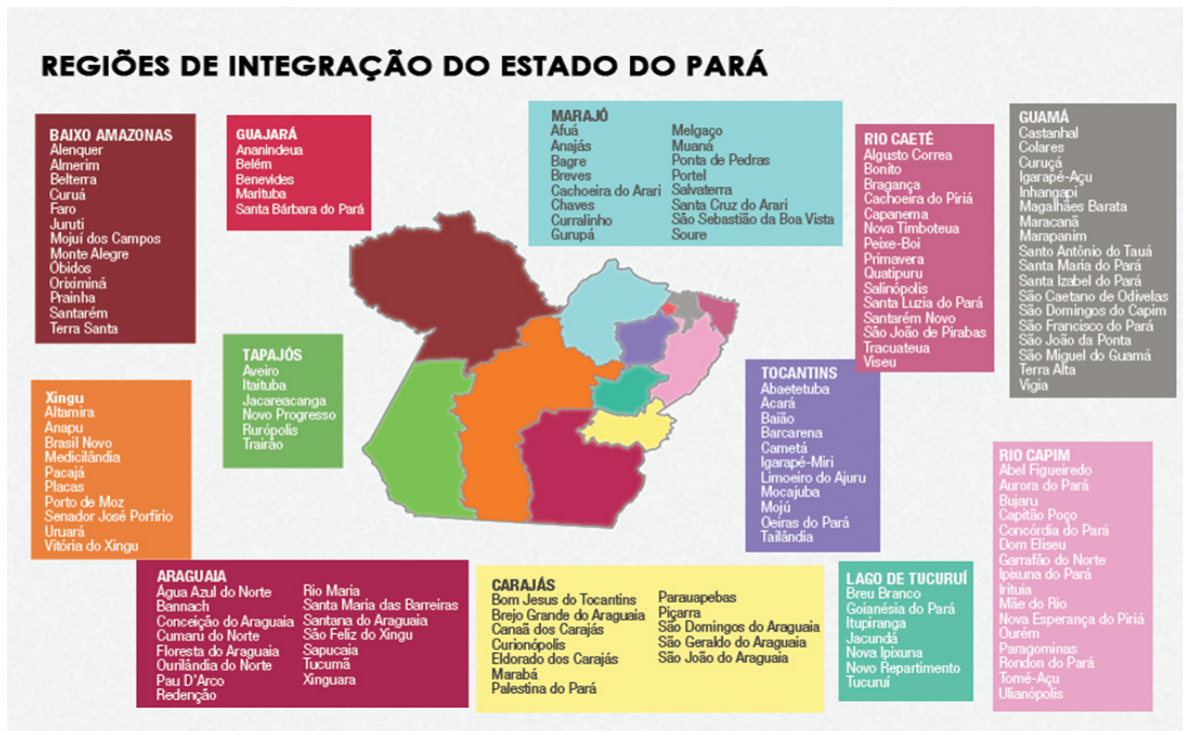 REGIÕES DE INTEGRAÇÃO DO ESTADO DO PARÁ
BAIXO AMAZONAS
Alenquer
Almerim
Belterra
Curuá
Faro
Juruti
Mojuí dos Campos
Monte Alegre
Óbidos
Oriximiná
Prainha
Santarém
Terra Santa
GUAJARÁ
Ananindeua
Belém
Benevides
Marituba
Santa Bárbara do Pará
MARAJÓ
Afuá
Anajás
Bagre
Breves
Cachoeira do Arari
Chaves
Curralinho
Gurupá
Melgaço
Muaná
Ponta de Pedras
Portel
Salvaterra
Santa Cruz do Arari
São Sebastião da Boa Vista
Soure
RIO CAETÉ
Algusto Correa
Bonito
Bragança
Cachoeira do Piriá
Capanema
Nova Timboteua
Peixe-Boi
Primavera
Quatipuru
Salinópolis
Santa Luzia do Pará
Santarém Novo
São João de Pirabas
Tracuateua
Viseu
GUAMÁ
Castanhal
Colares
Curuçá
Igarapé-Açu
Inhangapi
Magalhães Barata
Maracanã
Marapanim
Santo Antônio do Tauá
Santa Maria do Pará
Santa Izabel do Pará
São Caetano de Odivelas
São Domingos do Capim
São Francisco do Pará
São João da Ponta
São Miguel do Guamá
Terra Alta
Vigia
TAPAJÓS
Aveiro
Itaituba
Jacareacanga
Novo Progresso
Rurópolis
Trairão
Xingu
Altamira
Anapu
Brasil Novo
Medicilândia
Pacajá
Placas
Porto de Moz
Senador José Porfírio
Uruará
Vitória do Xingu
TOCANTINS
Abaetetuba
Acará
Baião
Barcarena
Cametá
Igarapé-Miri
Limoeiro do Ajuru
Mocajuba
Mojú
Oeiras do Pará
Tailândia
RIO CAPIM
Abel Figueiredo
Aurora do Pará
Bujaru
Capitão Poço
Concórdia do Pará
Dom Eliseu
Garrafão do Norte
Ipixuna do Pará
Irituia
Mãe do Rio
Nova Esperança do Piriá
Ourém
Paragominas
Rondon do Pará
Tomé-Açu
Ulianópolis
ARAGUAIA
Água Azul do Norte
Bannach
Conceição do Araguaia
Cumaru do Norte
Floresta do Araguaia
Ourilândia do Norte
Pau D'Arco
Redenção
Rio Maria
Santa Maria das Barreiras
Santana do Araguaia
São Feliz do Xingu
Sapucaia
Tucumã
Xinguara
CARAJÁS
Bom Jesus do Tocantins
Brejo Grande do Araguaia
Canaã dos Carajás
Curionópolis
Eldorado dos Carajás
Marabá
Palestina do Pará
Parauapebas
Piçarra
São Domingos do Araguaia
São Geraldo do Araguaia
São João do Araguaia
LAGO DE TUCURUÍ
Breu Branco
Goianésia do Pará
Itupiranga
Jacundá
Nova Ipixuna
Novo Repartimento
Tucuruí